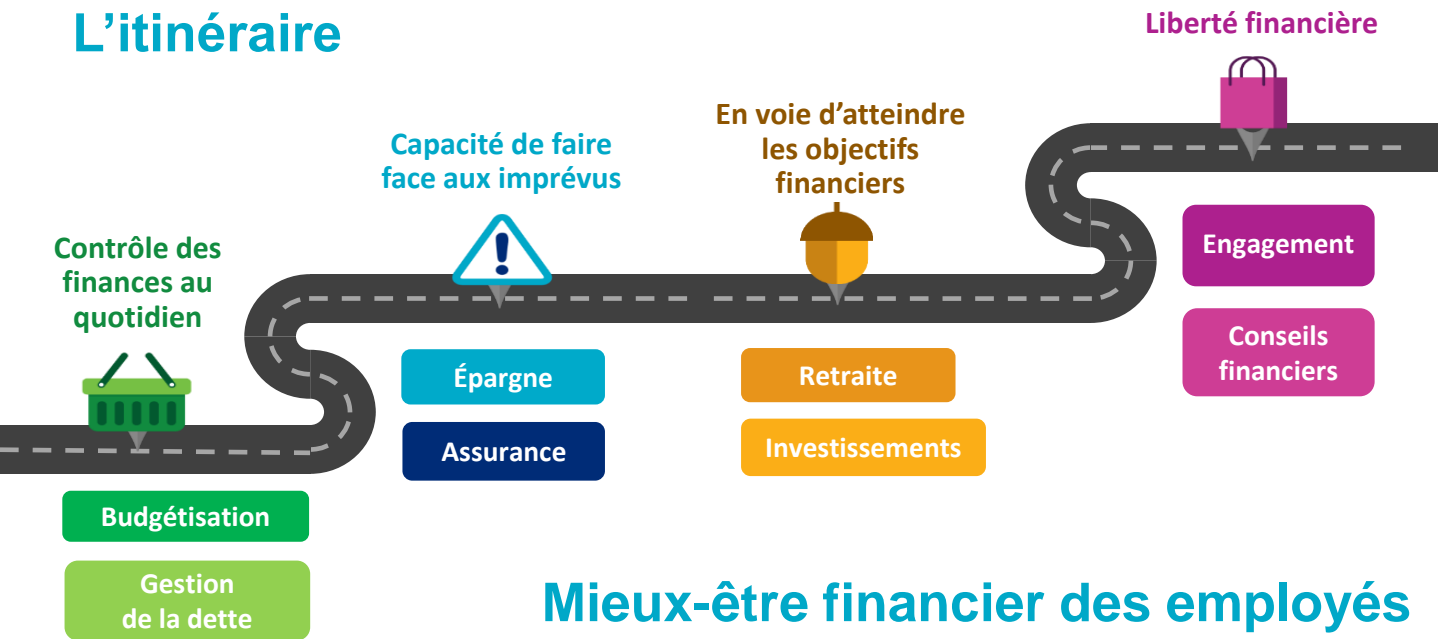 L’itinéraire
Contrôle des
finances au
quotidien
Budgétisation
Gestion
de la dette
Capacité de faire
face aux imprévus
Épargne
Assurance
En voie d’atteindre
les objectifs
financiers
Retraite
Investissements
Liberté financière
Engagement
Conseils
financiers
Mieux-être financier des employés